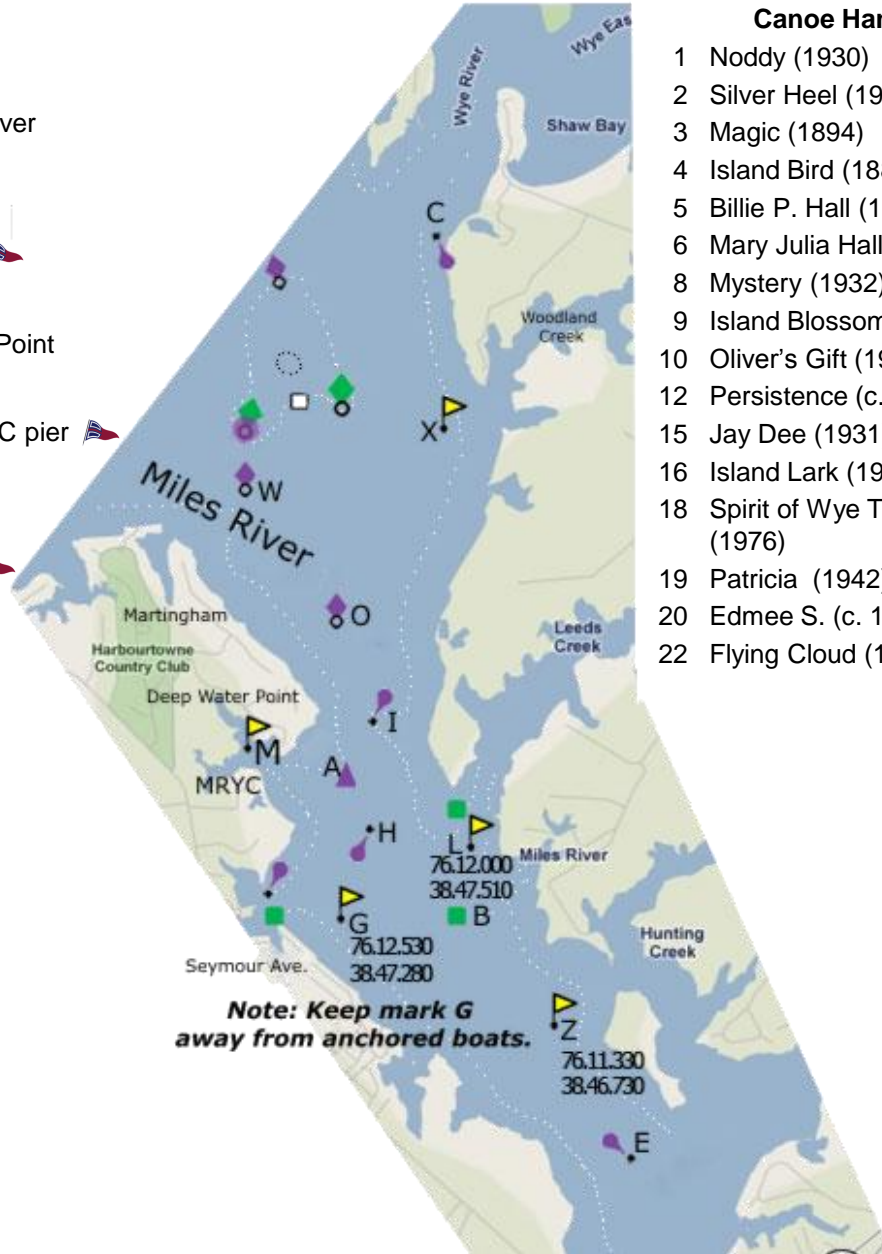 ver
Point
C pier
Wye River
Wye Eas
Shaw Bay
C
Woodland
Creek
X
W
Miles River
O
Martingham
Harbourtowne
Country Club
Leeds
Creek
Deep Water Point
I
M
A
MRYC
H
L
76.12.000
38.47.510
Miles River
G
B
76.12.530
38.47.280
Hunting
Creek
Seymour Ave.
Note: Keep mark G
away from anchored boats.
Z
76.11.330
38.46.730
E
Canoe Har
1 Noddy (1930)
2 Silver Heel (19
3 Magic (1894)
4 Island Bird (188
5 Billie P. Hall (1
6 Mary Julia Hall
8 Mystery (1932)
9 Island Blossom
10 Oliver’s Gift (19
12 Persistence (c.
15 Jay Dee (1931
16 Island Lark (19
18 Spirit of Wye T
(1976)
19 Patricia (1942)
20 Edmee S. (c. 1
22 Flying Cloud (1